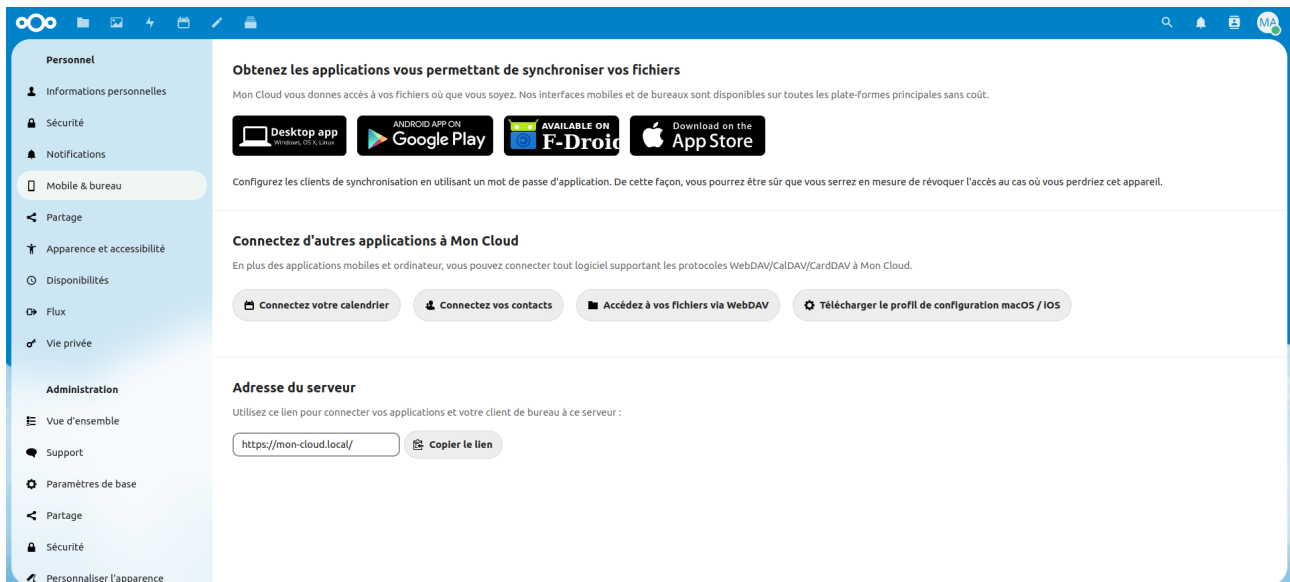 MA
Personnel
Informations personnelles
Sécurité
Notifications
Mobile & bureau
Partage
Apparence et accessibilité
Disponibilités
Flux
Vie privée
Administration
Vue d'ensemble
Support
Paramètres de base
Partage
Sécurité
Personnaliser l'apparence
Obtenez les applications vous permettant de synchroniser vos fichiers
Mon Cloud vous donnes accès à vos fichiers où que vous soyez. Nos interfaces mobiles et de bureaux sont disponibles sur toutes les plate-formes principales sans coût.
Desktop app
Windows, OS X, Linux
ANDROID APP ON
Google Play
AVAILABLE ON
F-Droid
Download on the
App Store
Configurez les clients de synchronisation en utilisant un mot de passe d'application. De cette façon, vous pourrez être sûr que vous serrez en mesure de révoquer l'accès au cas où vous perdriez cet appareil.
Connectez d'autres applications à Mon Cloud
En plus des applications mobiles et ordinateur, vous pouvez connecter tout logiciel supportant les protocoles WebDAV/CalDAV/CardDAV à Mon Cloud.
Connectez votre calendrier
Connectez vos contacts
Accédez à vos fichiers via WebDAV
Télécharger le profil de configuration macOS / iOS
Adresse du serveur
Utilisez ce lien pour connecter vos applications et votre client de bureau à ce serveur :
https://mon-cloud.local/
Copier le lien